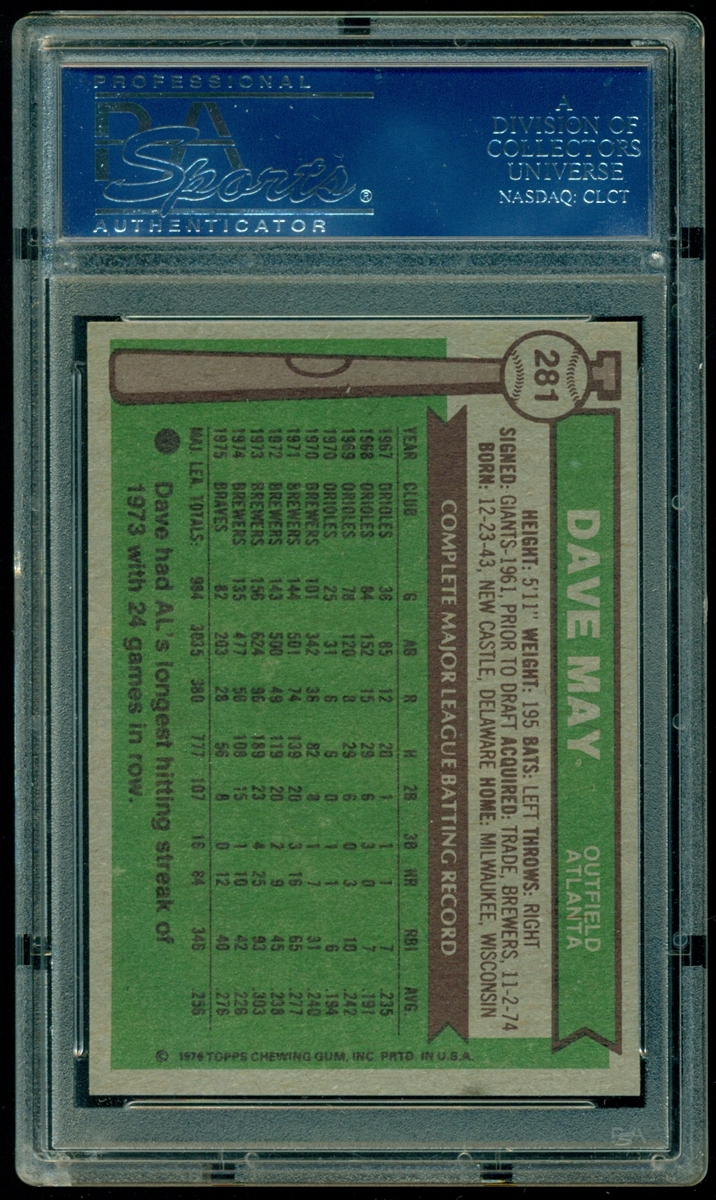 PROFESSIONAL
PSA
Sports®
AUTHENTICATOR
A
DIVISION OF
COLLECTORS
UNIVERSE
NASDAQ: CLCT
281
DAVE MAY
OUTFIELD
ATLANTA
HEIGHT: 5'11" WEIGHT: 195 BATS: LEFT THROWS: RIGHT
SIGNED: GIANTS-1961, PRIOR TO DRAFT ACQUIRED: TRADE, BREWERS, 11-2-74
BORN: 12-23-43, NEW CASTLE, DELAWARE HOME: MILWAUKEE, WISCONSIN
COMPLETE MAJOR LEAGUE BATTING RECORD
YEAR CLUB G AB R H 2B 3B HR RBI AVG.
1967 ORIOLES 36 85 12 20 1 1 1 7 .235
1968 ORIOLES 84 152 15 29 6 3 0 7 .191
1969 ORIOLES 78 120 8 29 6 0 3 10 .242
1970 ORIOLES 25 31 6 6 0 1 1 6 .194
1970 BREWERS 101 342 36 82 8 1 7 31 .240
1971 BREWERS 144 501 74 139 20 3 16 65 .277
1972 BREWERS 143 500 49 119 20 2 9 45 .238
1973 BREWERS 156 624 96 189 23 4 25 93 .303
1974 BREWERS 135 477 56 108 15 1 10 42 .226
1975 BRAVES 82 203 28 56 8 0 12 40 .276
MAJ. LEA. TOTALS: 984 3035 380 777 107 16 84 346 .256
Dave had AL's longest hitting streak of
1973 with 24 games in row.
© 1976 TOPPS CHEWING GUM, INC. PRTD. IN U.S.A.
PSA